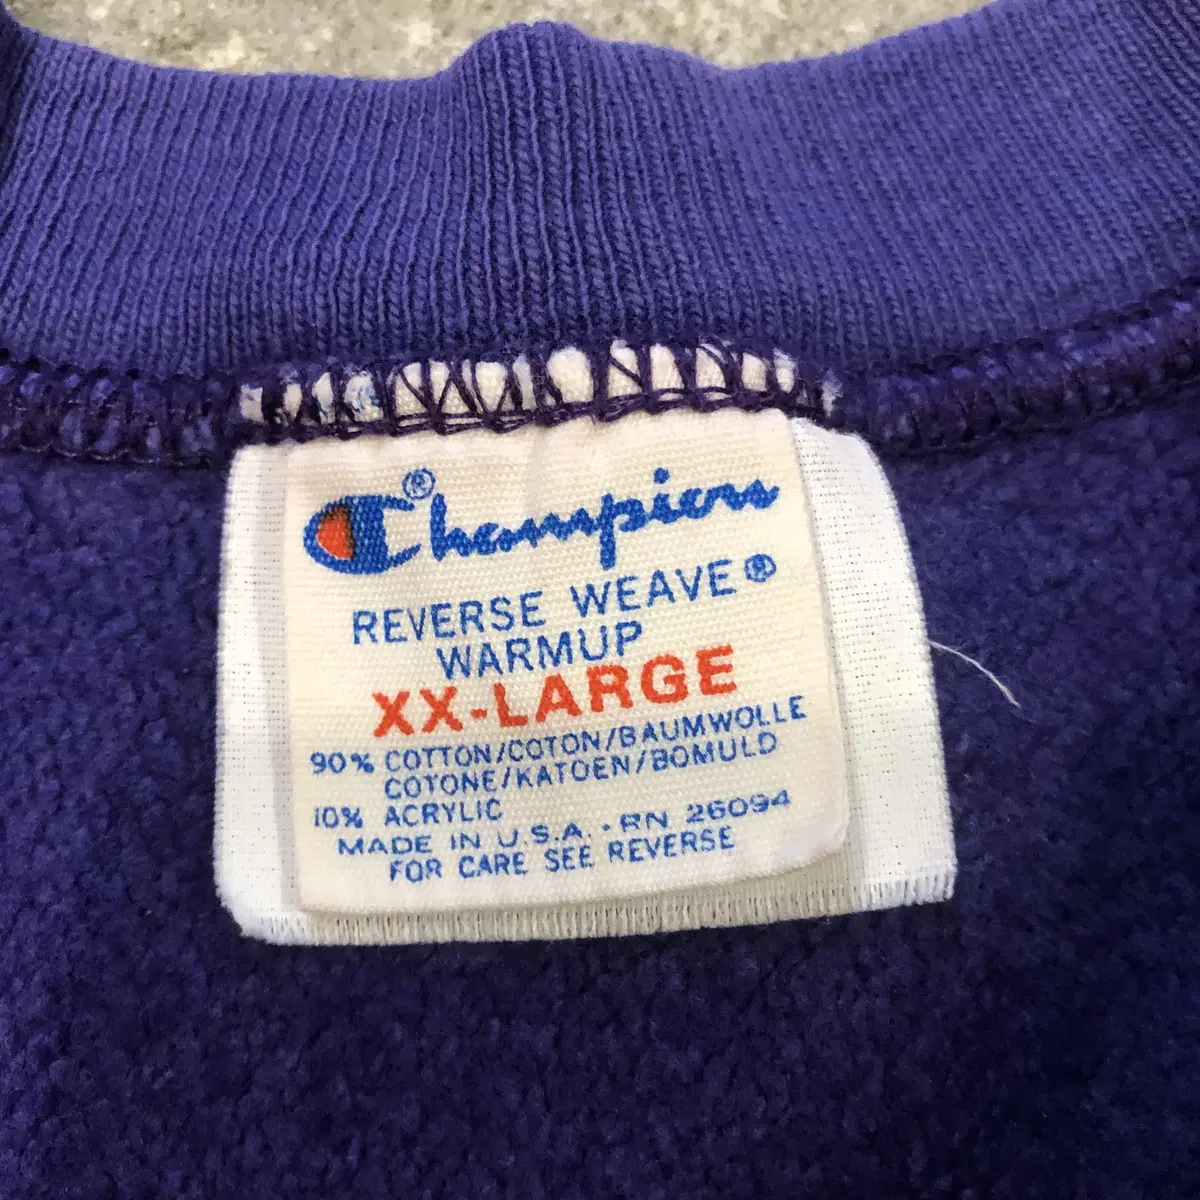 Champion®
REVERSE WEAVE®
WARMUP
XX-LARGE
90% COTTON/COTON/BAUMWOLLE
COTONE/KATOEN/BOMULD
10% ACRYLIC
MADE IN U.S.A. · RN 26094
FOR CARE SEE REVERSE